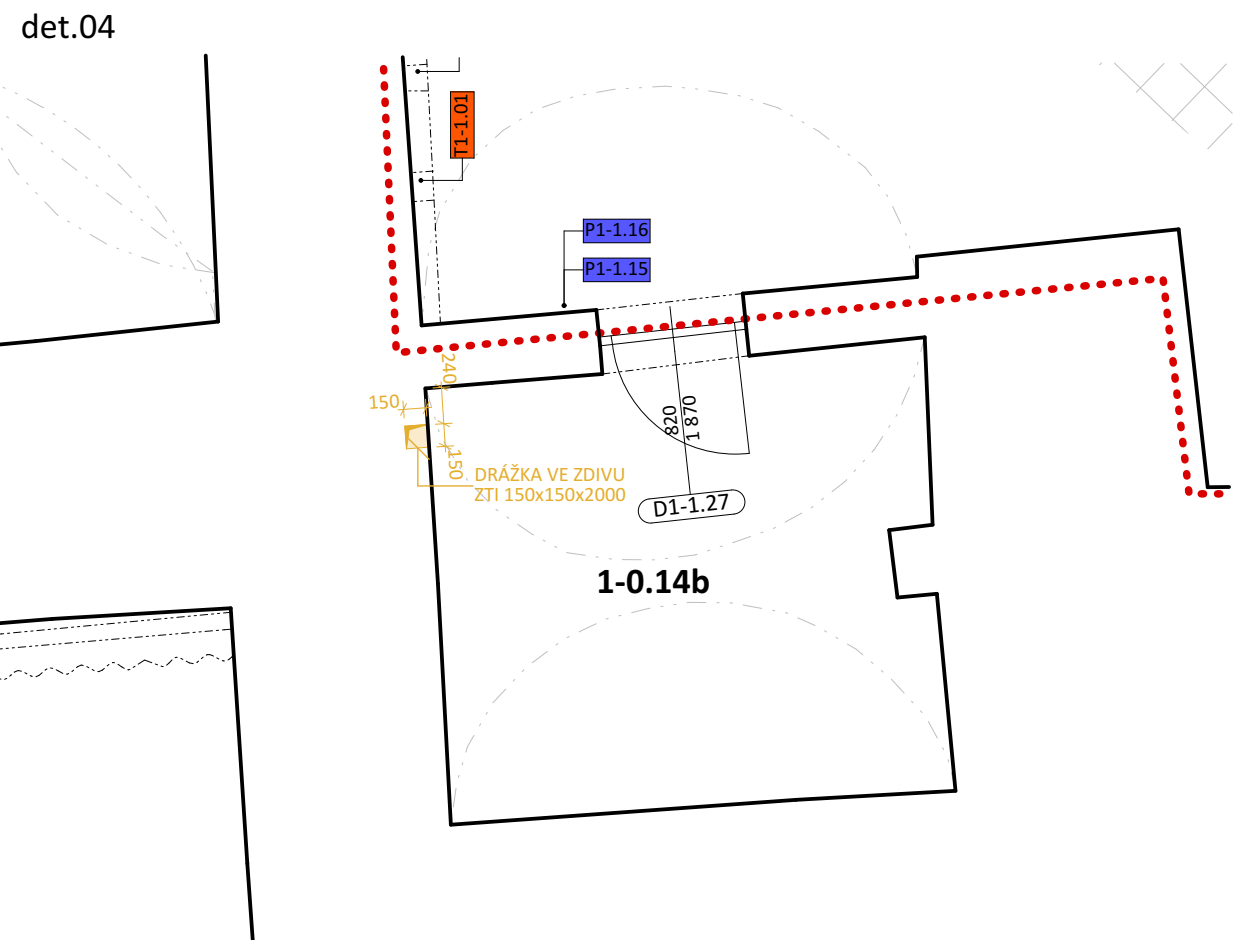 det.04
T1-1.01
P1-1.16
P1-1.15
240
150
150
DRÁŽKA VE ZDIVU
ZTI 150x150x2000
820
1 870
D1-1.27
1-0.14b